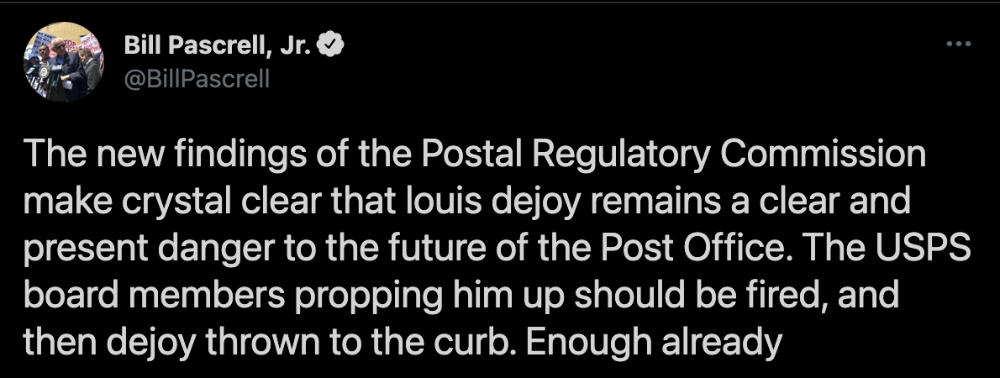 Bill Pascrell, Jr.
@BillPascrell
The new findings of the Postal Regulatory Commission
make crystal clear that louis dejoy remains a clear and
present danger to the future of the Post Office. The USPS
board members propping him up should be fired, and
then dejoy thrown to the curb. Enough already